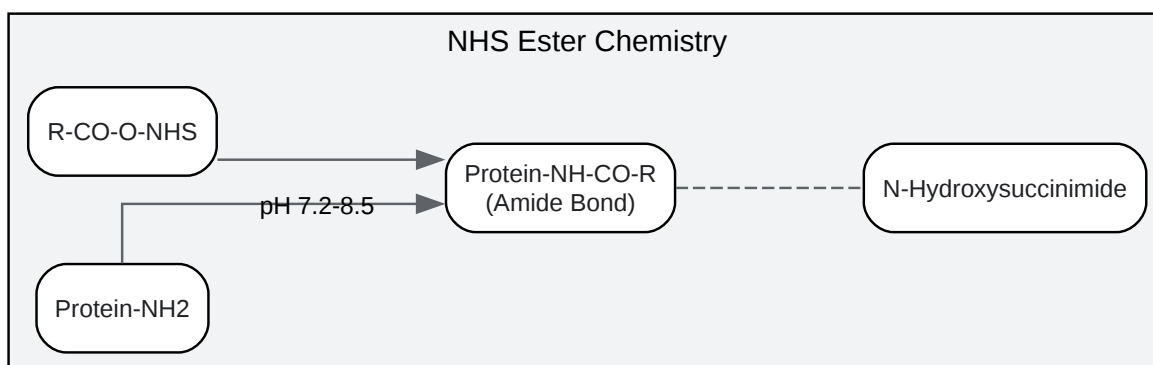 NHS Ester Chemistry
R-CO-O-NHS
Protein-NH-CO-R
(Amide Bond)
N-Hydroxysuccinimide
pH 7.2-8.5
Protein-NH2